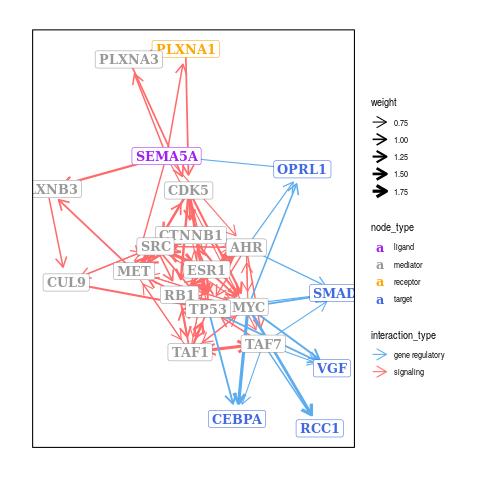 PLXNA1
PLXNA3
SEMA5A
OPRL1
LXNB3
CDK5
CTNNB1
SRC
AHR
MET
ESR1
CUL9
RB1
SMAD
TP53
MYC
TAF1
TAF7
VGF
CEBPA
RCC1
weight
0.75
1.00
1.25
1.50
1.75
node_type
a ligand
a mediator
a receptor
a target
interaction_type
gene regulatory
signaling